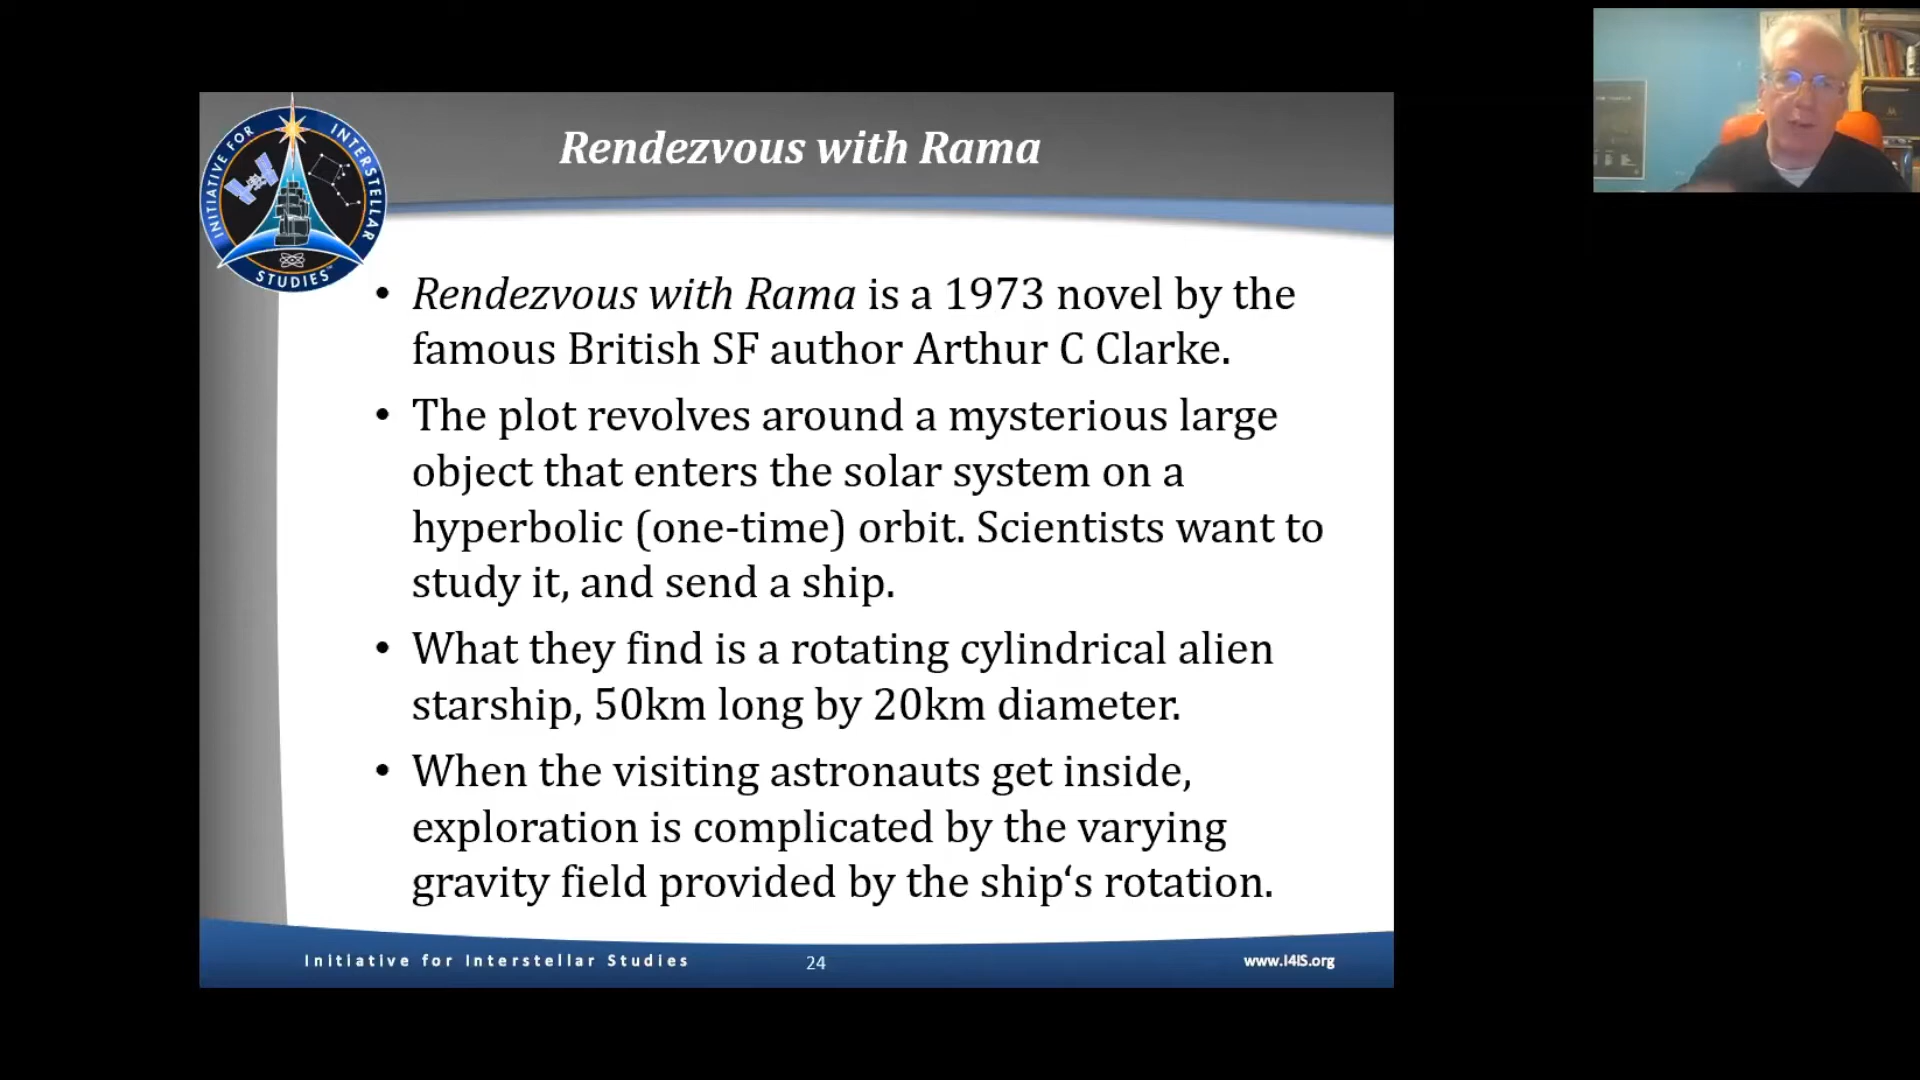 Rendezvous with Rama
INITIATIVE FOR INTERSTELLAR
STUDIES™
• Rendezvous with Rama is a 1973 novel by the
famous British SF author Arthur C Clarke.
• The plot revolves around a mysterious large
object that enters the solar system on a
hyperbolic (one-time) orbit. Scientists want to
study it, and send a ship.
• What they find is a rotating cylindrical alien
starship, 50km long by 20km diameter.
• When the visiting astronauts get inside,
exploration is complicated by the varying
gravity field provided by the ship‘s rotation.
Initiative for Interstellar Studies
24
www.I4IS.org